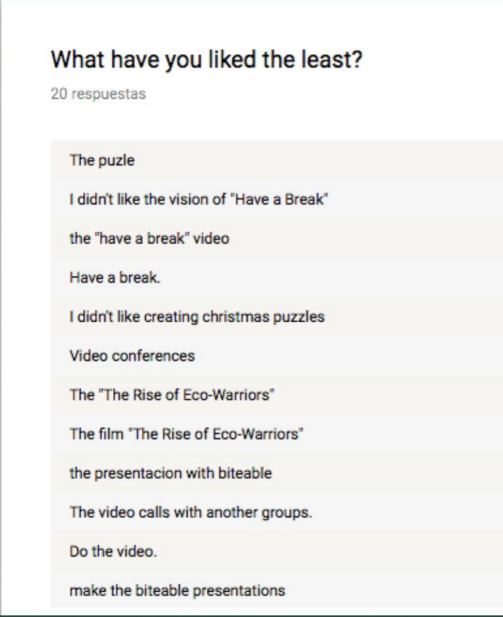 What have you liked the least?
20 respuestas
The puzle
I didn't like the vision of "Have a Break"
the "have a break" video
Have a break.
I didn't like creating christmas puzzles
Video conferences
The "The Rise of Eco-Warriors"
The film "The Rise of Eco-Warriors"
the presentacion with biteable
The video calls with another groups.
Do the video.
make the biteable presentations